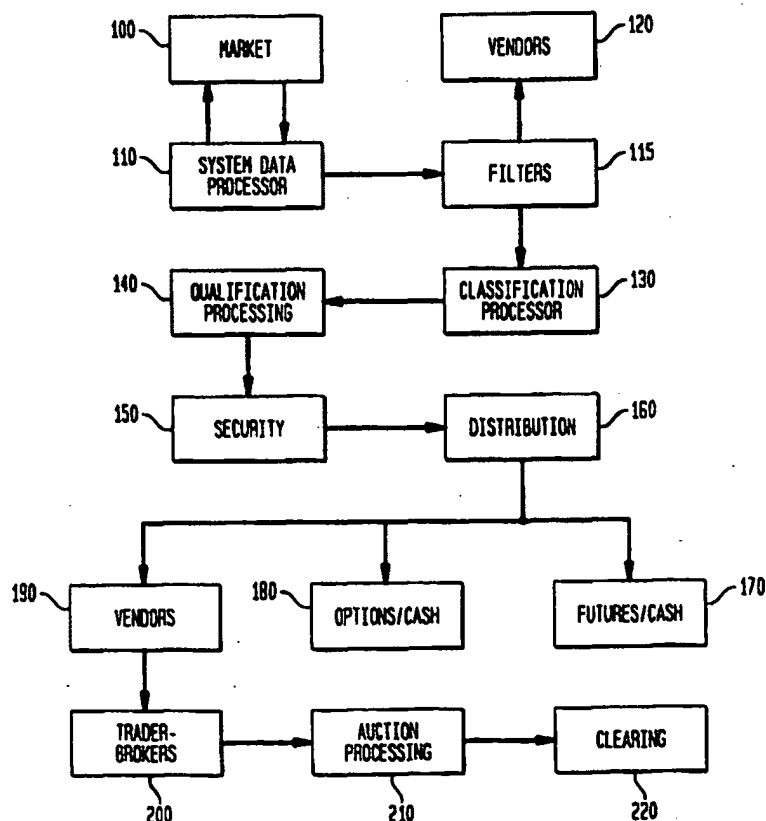 100
MARKET
VENDORS
120
110
SYSTEM DATA
PROCESSOR
FILTERS
115
140
QUALIFICATION
PROCESSING
CLASSIFICATION
PROCESSOR
130
150
SECURITY
DISTRIBUTION
160
190
VENDORS
180
OPTIONS/CASH
FUTURES/CASH
170
TRADER-
BROKERS
AUCTION
PROCESSING
CLEARING
200
210
220